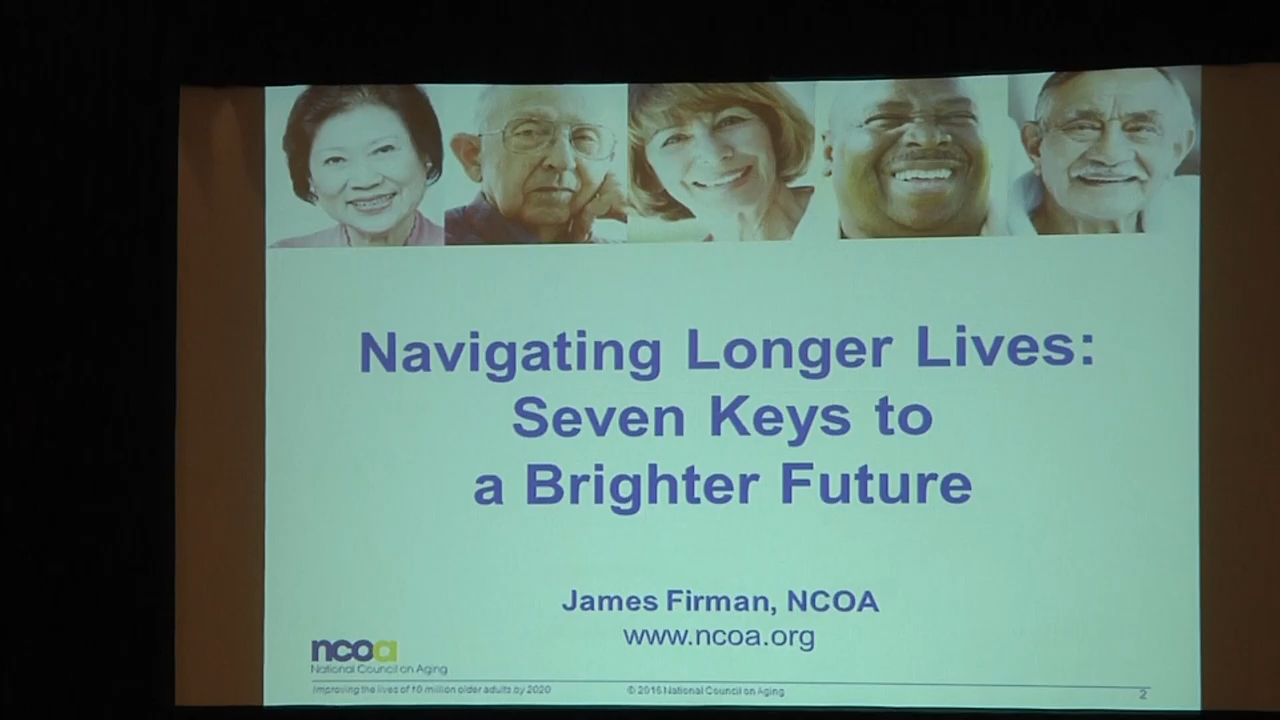 Navigating Longer Lives:
Seven Keys to
a Brighter Future
James Firman, NCOA
www.ncoa.org
ncoa
National Council on Aging
Improving the lives of 10 million older adults by 2020
© 2016 National Council on Aging
2